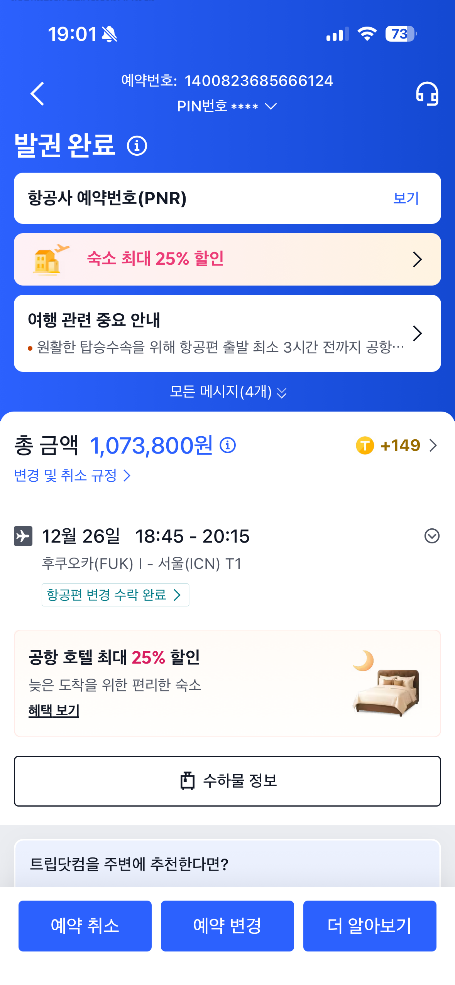 19:01
73
예약번호: 1400823685666124
PIN번호 **** 
발권 완료
항공사 예약번호(PNR) 보기
숙소 최대 25% 할인
여행 관련 중요 안내
• 원활한 탑승수속을 위해 항공편 출발 최소 3시간 전까지 공항…
모든 메시지(4개)
총 금액 1,073,800원 T +149
변경 및 취소 규정
12월 26일 18:45 - 20:15
후쿠오카(FUK) I - 서울(ICN) T1
항공편 변경 수락 완료
공항 호텔 최대 25% 할인
늦은 도착을 위한 편리한 숙소
혜택 보기
수하물 정보
트립닷컴을 주변에 추천한다면?
예약 취소 예약 변경 더 알아보기